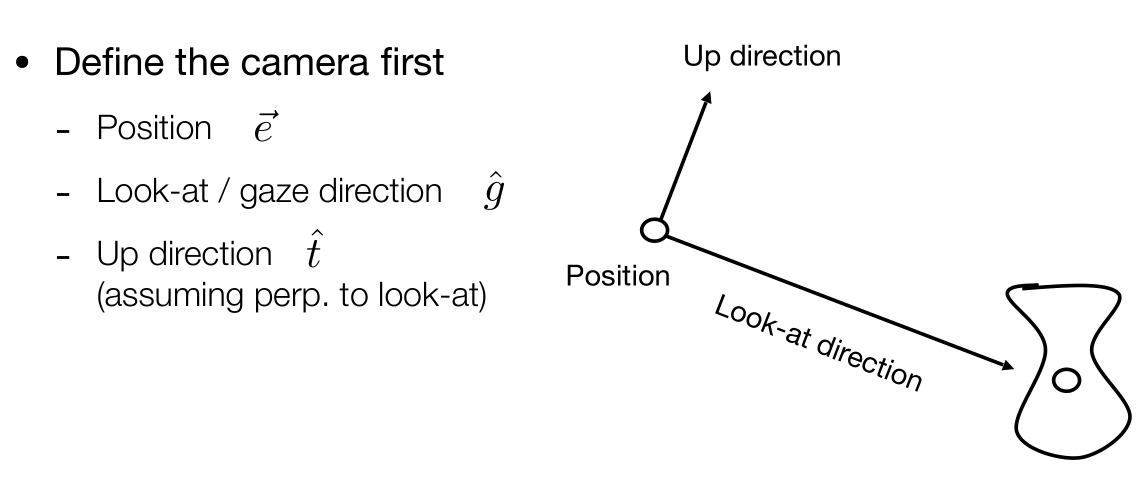 • Define the camera first
- Position $\vec{e}$
- Look-at / gaze direction $\hat{g}$
- Up direction $\hat{t}$
(assuming perp. to look-at)
Up direction
Position
Look-at direction